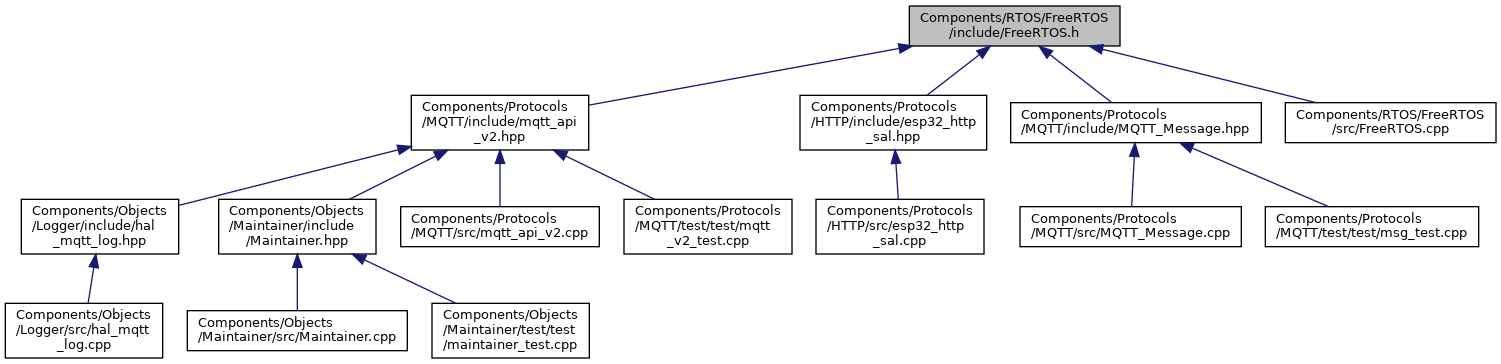 Components/RTOS/FreeRTOS
/include/FreeRTOS.h
Components/Protocols
/MQTT/include/mqtt_api
_v2.hpp
Components/Protocols
/HTTP/include/esp32_http
_sal.hpp
Components/Protocols
/MQTT/include/MQTT_Message.hpp
Components/RTOS/FreeRTOS
/src/FreeRTOS.cpp
Components/Objects
/Logger/include/hal
_mqtt_log.hpp
Components/Objects
/Maintainer/include
/Maintainer.hpp
Components/Protocols
/MQTT/src/mqtt_api_v2.cpp
Components/Protocols
/MQTT/test/test/mqtt
_v2_test.cpp
Components/Protocols
/HTTP/src/esp32_http
_sal.cpp
Components/Protocols
/MQTT/src/MQTT_Message.cpp
Components/Protocols
/MQTT/test/test/msg_test.cpp
Components/Objects
/Logger/src/hal_mqtt
_log.cpp
Components/Objects
/Maintainer/src/Maintainer.cpp
Components/Objects
/Maintainer/test/test
/maintainer_test.cpp